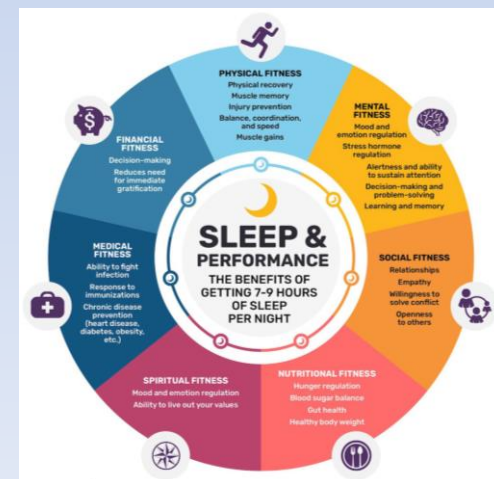 SLEEP &
PERFORMANCE
THE BENEFITS OF
GETTING 7-9 HOURS
OF SLEEP
PER NIGHT
PHYSICAL FITNESS
Physical recovery
Muscle memory
Injury prevention
Balance, coordination,
and speed
Muscle gains
MENTAL
FITNESS
Mood and
emotion regulation
Stress hormone
regulation
Alertness and ability
to sustain attention
Decision-making and
problem-solving
Learning and memory
SOCIAL FITNESS
Relationships
Empathy
Willingness to
solve conflict
Openness
to others
NUTRITIONAL FITNESS
Hunger regulation
Blood sugar balance
Gut health
Healthy body weight
SPIRITUAL FITNESS
Mood and emotion regulation
Ability to live out your values
MEDICAL
FITNESS
Ability to fight
infection
Response to
immunizations
Chronic disease
prevention
(heart disease,
diabetes, obesity,
etc.)
FINANCIAL
FITNESS
Decision-making
Reduces need
for immediate
gratification
$